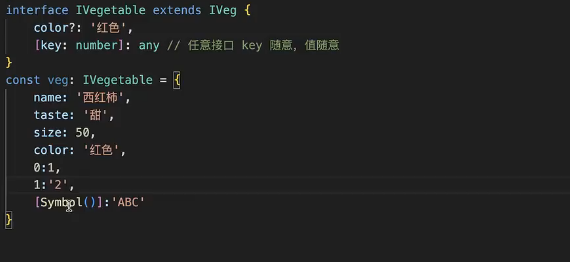 interface IVegetable extends IVeg {
    color?: '红色',
    [key: number]: any // 任意接口 key 随意，值随意
}
const veg: IVegetable = {
    name: '西红柿',
    taste: '甜',
    size: 50,
    color: '红色',
    0:1,
    1:'2',
    [Symbol()]:'ABC'
}